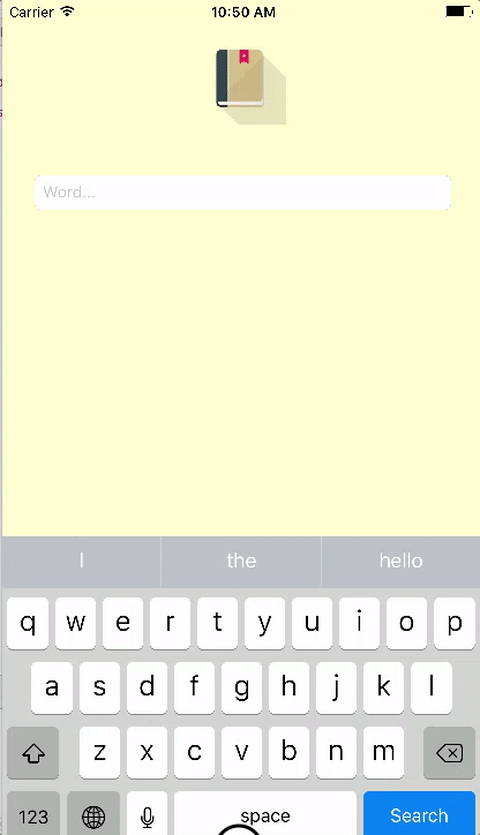 Carrier 10:50 AM
Word...
I the hello
q w e r t y u i o p
a s d f g h j k l
z x c v b n m
123 space Search